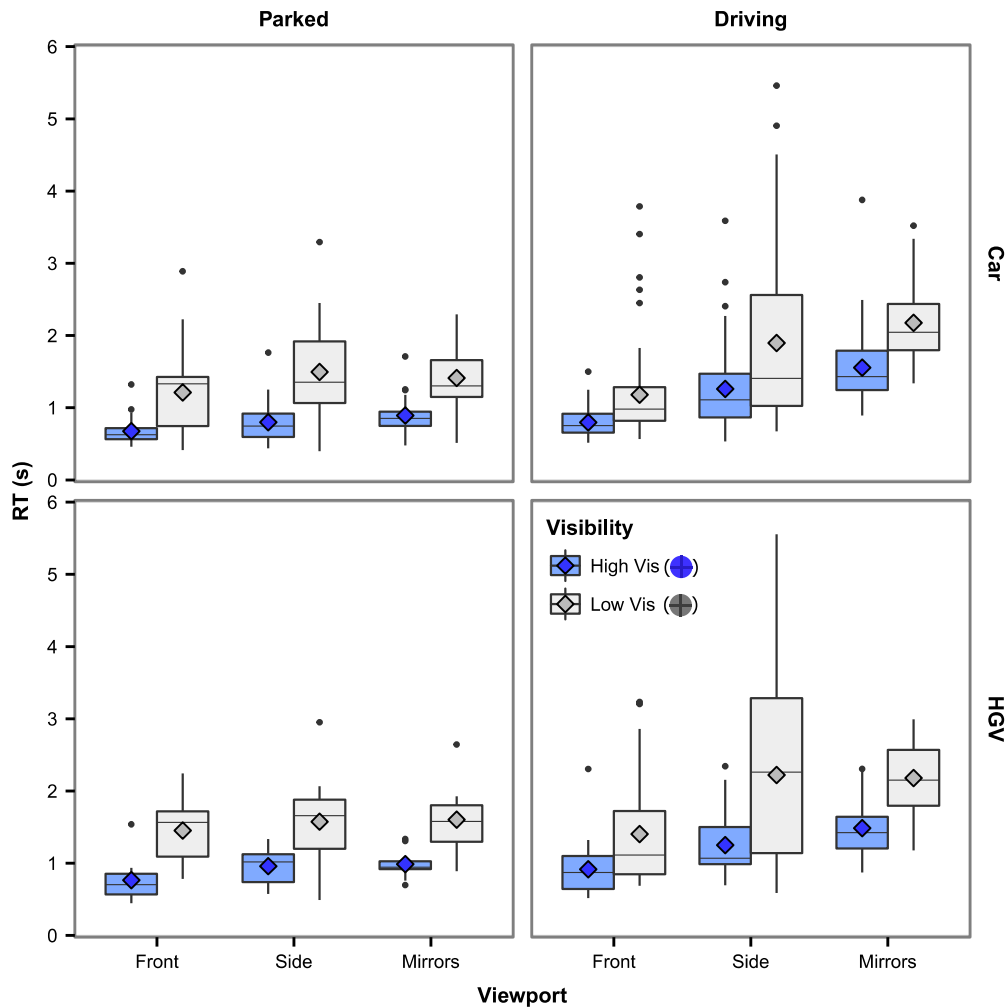 Parked
Driving
6
5
4
3
2
1
0
Car
RT (s)
6
5
4
3
2
1
0
Visibility
High Vis ( )
Low Vis ( )
HGV
Front
Side
Mirrors
Front
Side
Mirrors
Viewport